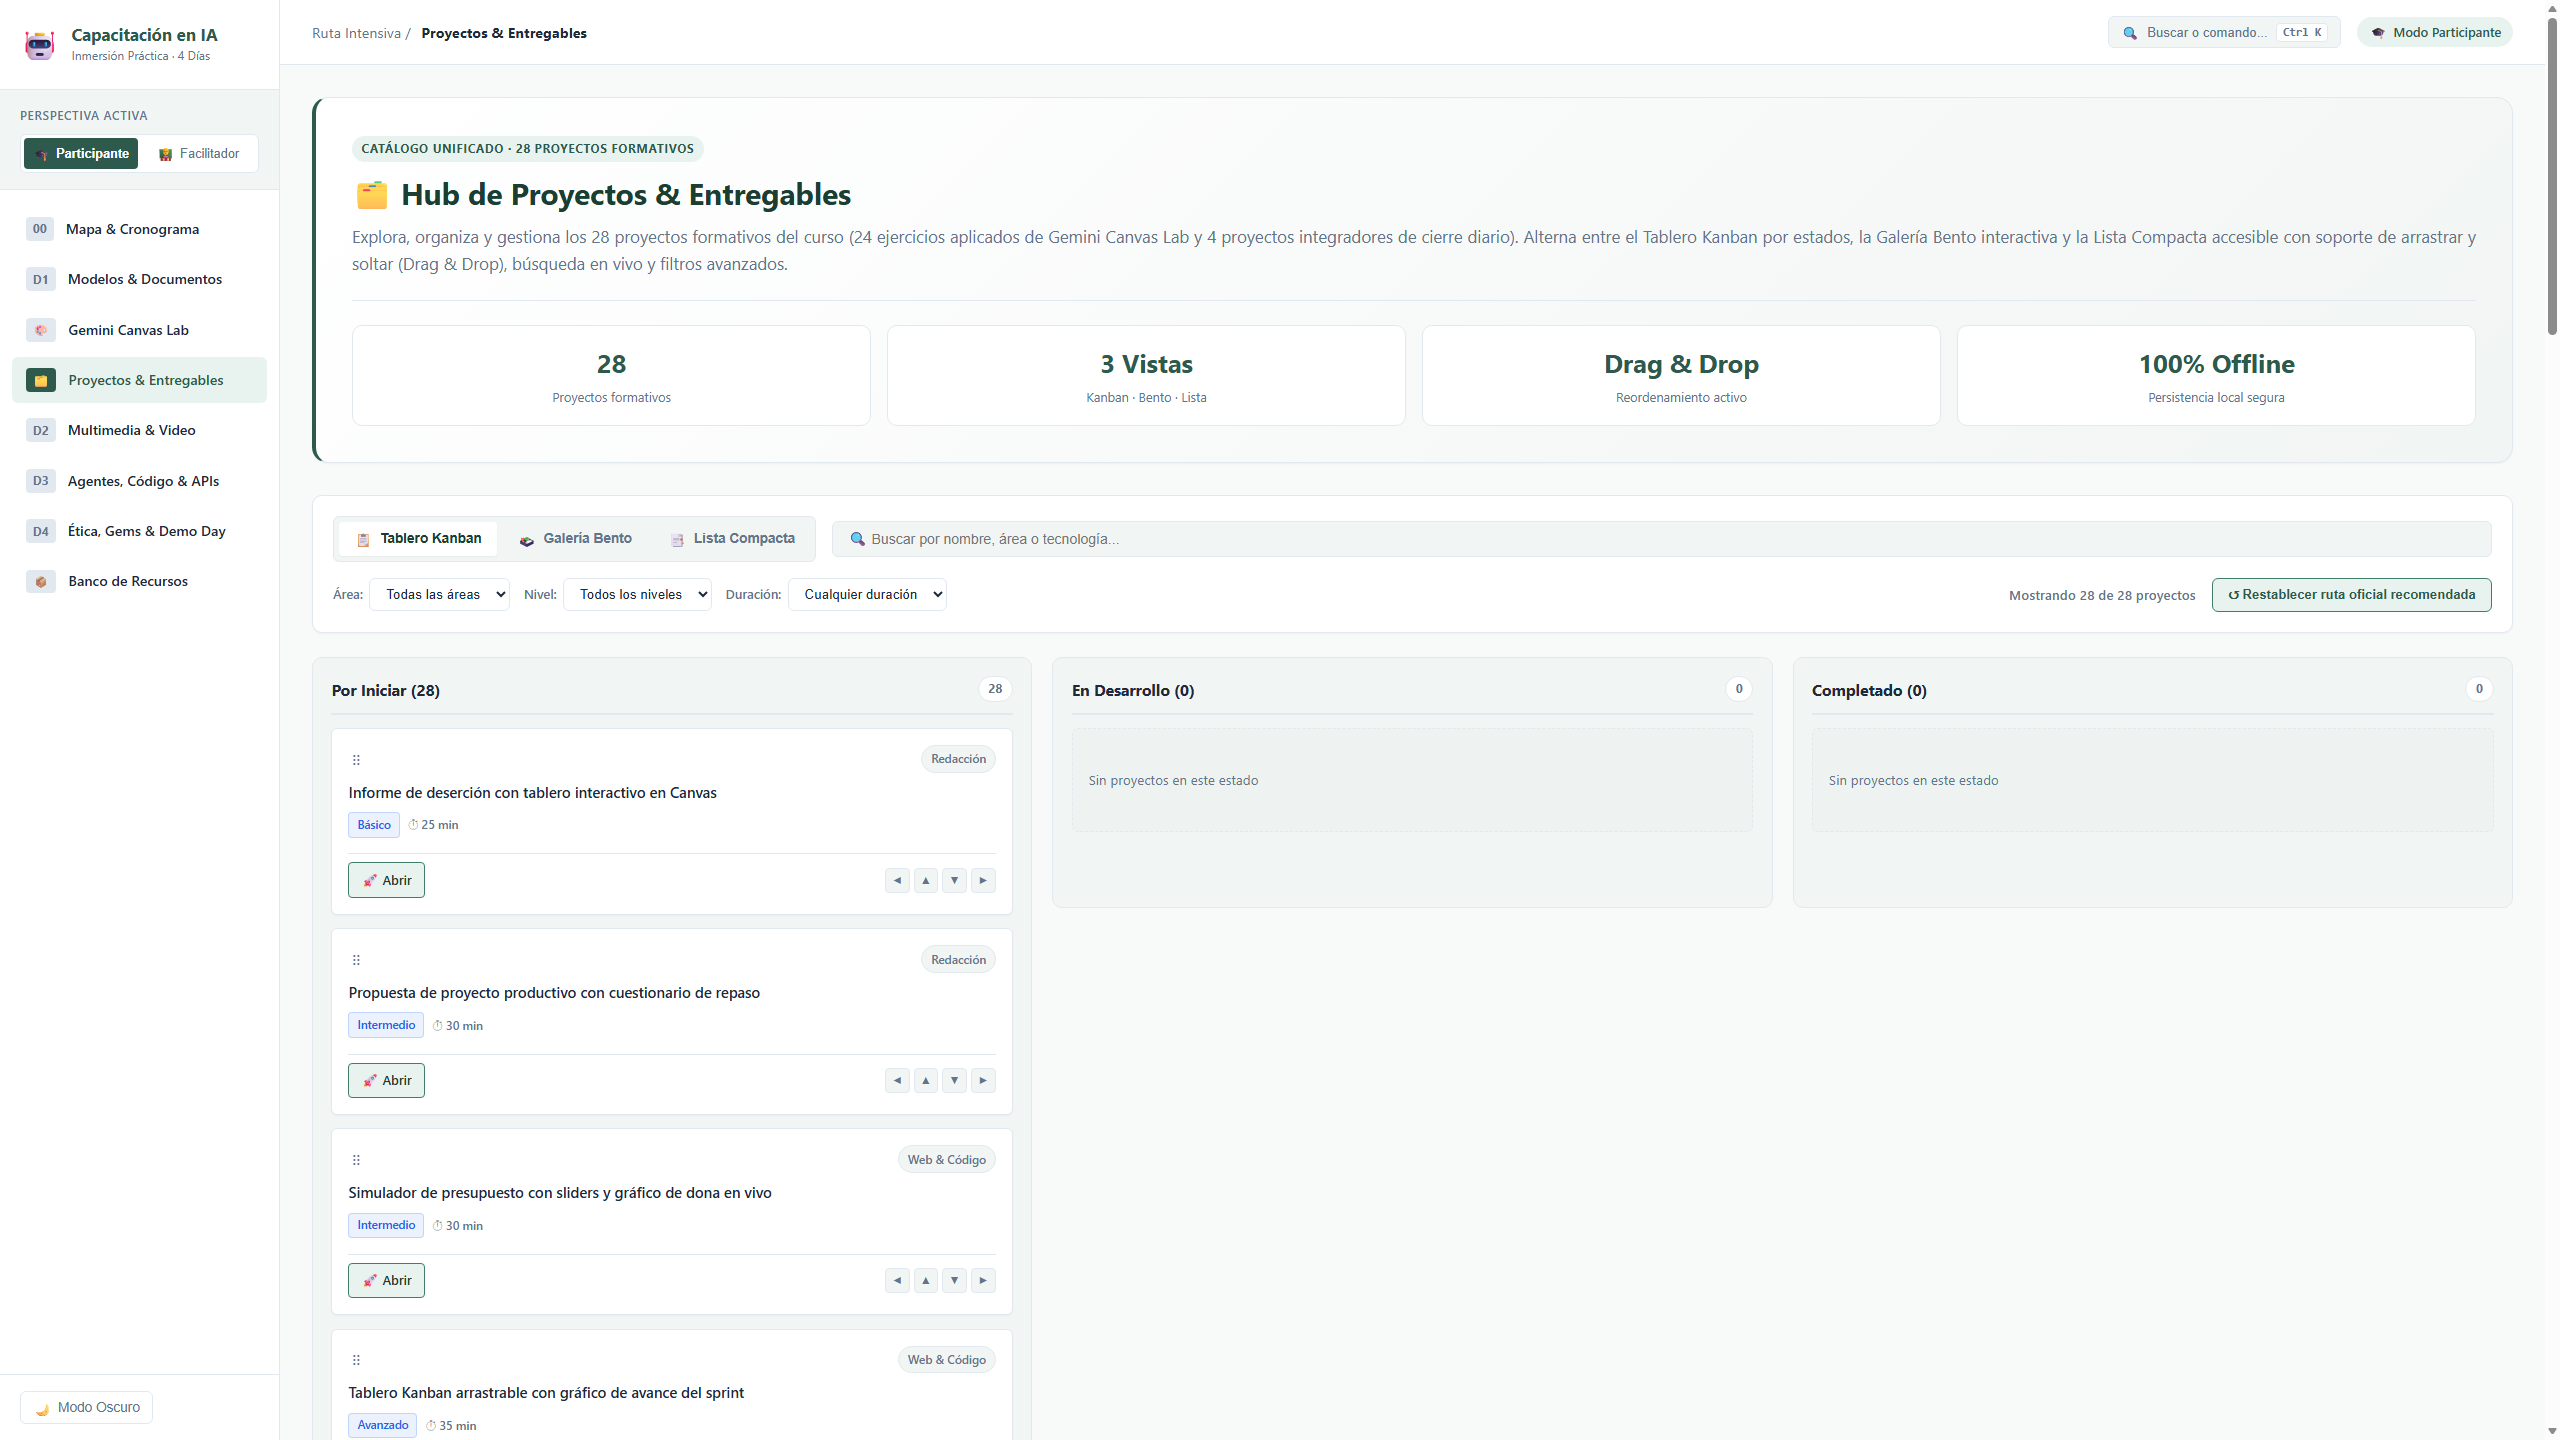 Capacitación en IA
Inmersión Práctica · 4 Días
PERSPECTIVA ACTIVA
Participante
Facilitador
00 Mapa & Cronograma
D1 Modelos & Documentos
Gemini Canvas Lab
Proyectos & Entregables
D2 Multimedia & Video
D3 Agentes, Código & APIs
D4 Ética, Gems & Demo Day
Banco de Recursos
Modo Oscuro
Ruta Intensiva / Proyectos & Entregables
Buscar o comando... Ctrl K
Modo Participante
CATÁLOGO UNIFICADO · 28 PROYECTOS FORMATIVOS
Hub de Proyectos & Entregables
Explora, organiza y gestiona los 28 proyectos formativos del curso (24 ejercicios aplicados de Gemini Canvas Lab y 4 proyectos integradores de cierre diario). Alterna entre el Tablero Kanban por estados, la Galería Bento interactiva y la Lista Compacta accesible con soporte de arrastrar y
soltar (Drag & Drop), búsqueda en vivo y filtros avanzados.
28
Proyectos formativos
3 Vistas
Kanban · Bento · Lista
Drag & Drop
Reordenamiento activo
100% Offline
Persistencia local segura
Tablero Kanban
Galería Bento
Lista Compacta
Buscar por nombre, área o tecnología...
Área: Todas las áreas
Nivel: Todos los niveles
Duración: Cualquier duración
Mostrando 28 de 28 proyectos
↺ Restablecer ruta oficial recomendada
Por Iniciar (28) 28
Redacción
Informe de deserción con tablero interactivo en Canvas
Básico ⏱ 25 min
Abrir
◄ ▲ ▼ ►
Redacción
Propuesta de proyecto productivo con cuestionario de repaso
Intermedio ⏱ 30 min
Abrir
◄ ▲ ▼ ►
Web & Código
Simulador de presupuesto con sliders y gráfico de dona en vivo
Intermedio ⏱ 30 min
Abrir
◄ ▲ ▼ ►
Web & Código
Tablero Kanban arrastrable con gráfico de avance del sprint
Avanzado ⏱ 35 min
En Desarrollo (0) 0
Sin proyectos en este estado
Completado (0) 0
Sin proyectos en este estado